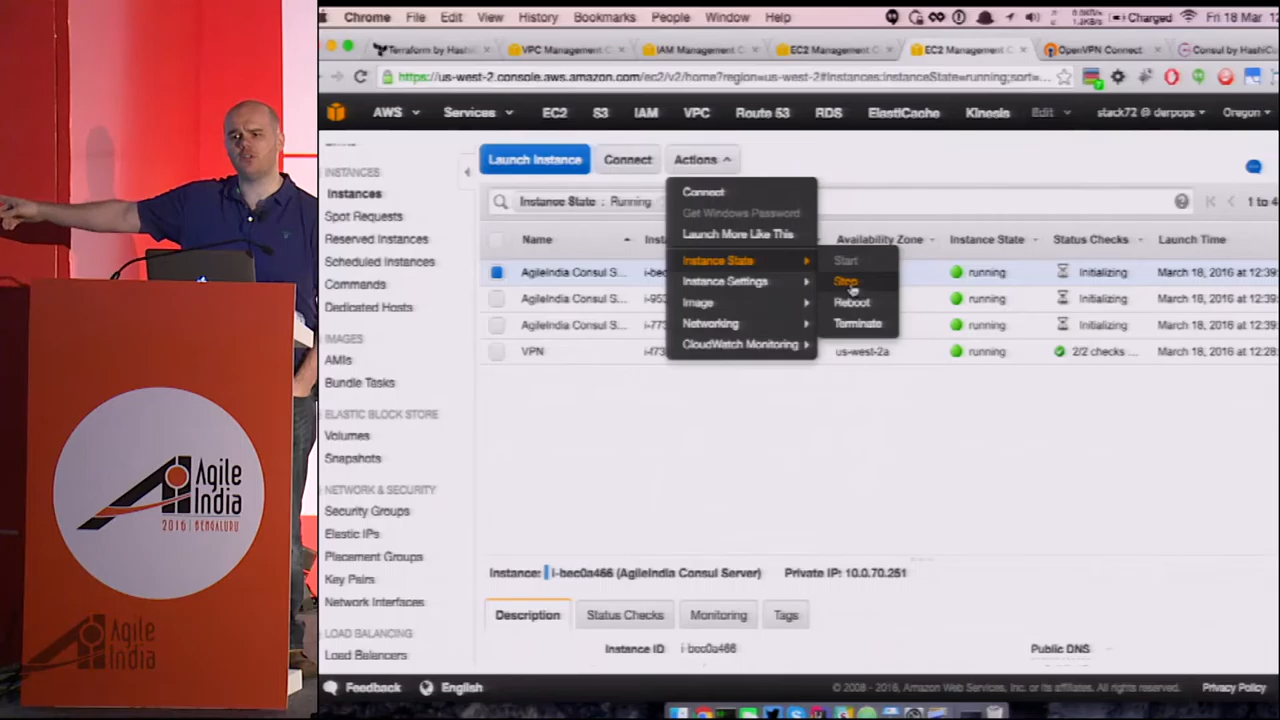 Chrome File Edit View History Bookmarks People Window Help
Charged Fri 18 Mar
Terraform by Hashi VPC Management C IAM Management C EC2 Management C EC2 Management C OpenVPN Connect Consul by HashiC
https://us-west-2.console.aws.amazon.com/ec2/v2/home?region=us-west-2#Instances:instanceState=running;sort=...
AWS Services EC2 S3 IAM VPC Route 53 RDS ElastiCache Kinesis Edit stack72 @ derpops Oregon
INSTANCES
Instances
Spot Requests
Reserved Instances
Scheduled Instances
Commands
Dedicated Hosts
IMAGES
AMIs
Bundle Tasks
ELASTIC BLOCK STORE
Volumes
Snapshots
NETWORK & SECURITY
Security Groups
Elastic IPs
Placement Groups
Key Pairs
Network Interfaces
LOAD BALANCING
Load Balancers
Launch Instance Connect Actions
Instance State : Running
1 to 4
Connect
Get Windows Password
Launch More Like This
Instance State
Instance Settings
Image
Networking
CloudWatch Monitoring
Start
Stop
Reboot
Terminate
Name Availability Zone Instance State Status Checks Launch Time
AgileIndia Consul S... running Initializing March 18, 2016 at 12:39
AgileIndia Consul S... running Initializing March 18, 2016 at 12:39
AgileIndia Consul S... running Initializing March 18, 2016 at 12:39
VPN us-west-2a running 2/2 checks ... March 18, 2016 at 12:28
Instance: i-bec0a466 (AgileIndia Consul Server) Private IP: 10.0.70.251
Description Status Checks Monitoring Tags
Instance ID i-bec0a466 Public DNS
Feedback English © 2008 - 2016, Amazon Web Services, Inc. or its affiliates. All rights reserved. Privacy Policy
Agile
India
2016 | BENGALURU
Agile
India